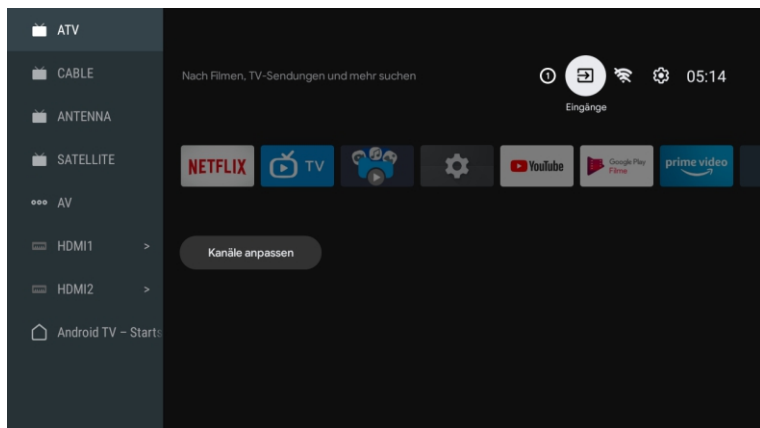 ATV
CABLE
ANTENNA
SATELLITE
AV
HDMI1 >
HDMI2 >
Android TV – Starts
Nach Filmen, TV-Sendungen und mehr suchen
1
05:14
Eingänge
NETFLIX
TV
YouTube
Google Play
Filme
prime video
Kanäle anpassen